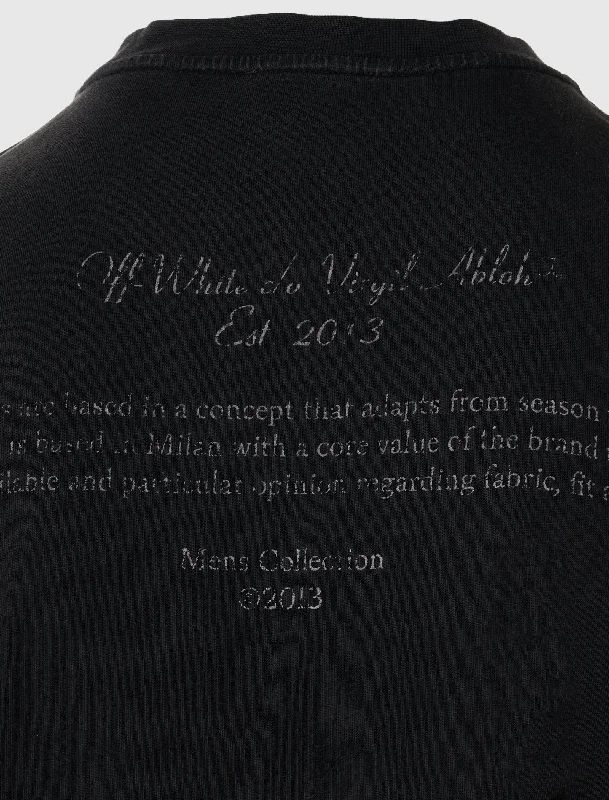 Off-White c/o Virgil Abloh™
Est 2013
are based in a concept that adapts from season
is based in Milan with a core value of the brand
and particular opinion regarding fabric, fit
Mens Collection
©2013